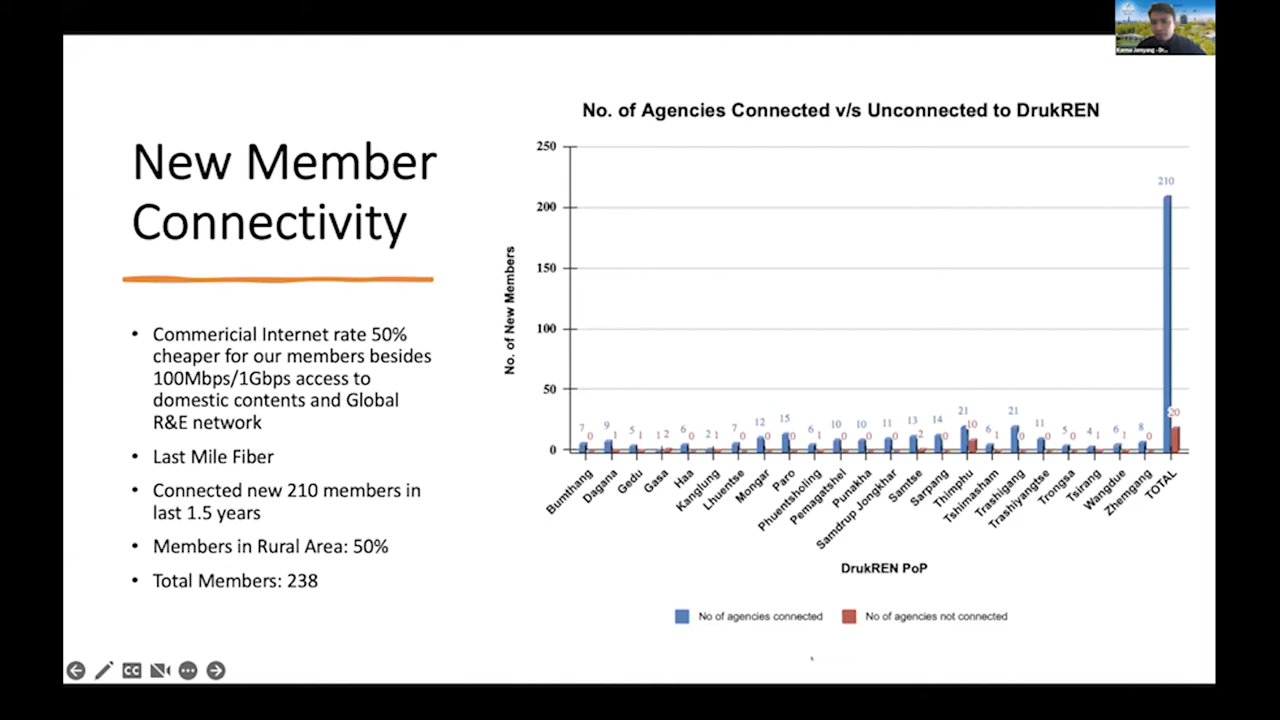 New Member
Connectivity
• Commericial Internet rate 50%
cheaper for our members besides
100Mbps/1Gbps access to
domestic contents and Global
R&E network
• Last Mile Fiber
• Connected new 210 members in
last 1.5 years
• Members in Rural Area: 50%
• Total Members: 238
No. of Agencies Connected v/s Unconnected to DrukREN
No. of New Members
250
200
150
100
50
0
7 0 9 1 5 1 1 2 6 0 2 1 7 0 12 0 15 0 6 1 10 0 10 0 11 0 13 2 14 0 21 10 6 1 21 0 11 0 5 0 4 1 6 1 8 0 210 20
Bumthang
Dagana
Gedu
Gasa
Haa
Kanglung
Lhuentse
Mongar
Paro
Phuentsholing
Pemagatshel
Punakha
Samdrup Jongkhar
Samtse
Sarpang
Thimphu
Tshimasham
Trashigang
Trashiyangtse
Trongsa
Tsirang
Wangdue
Zhemgang
TOTAL
DrukREN PoP
No of agencies connected
No of agencies not connected
CC